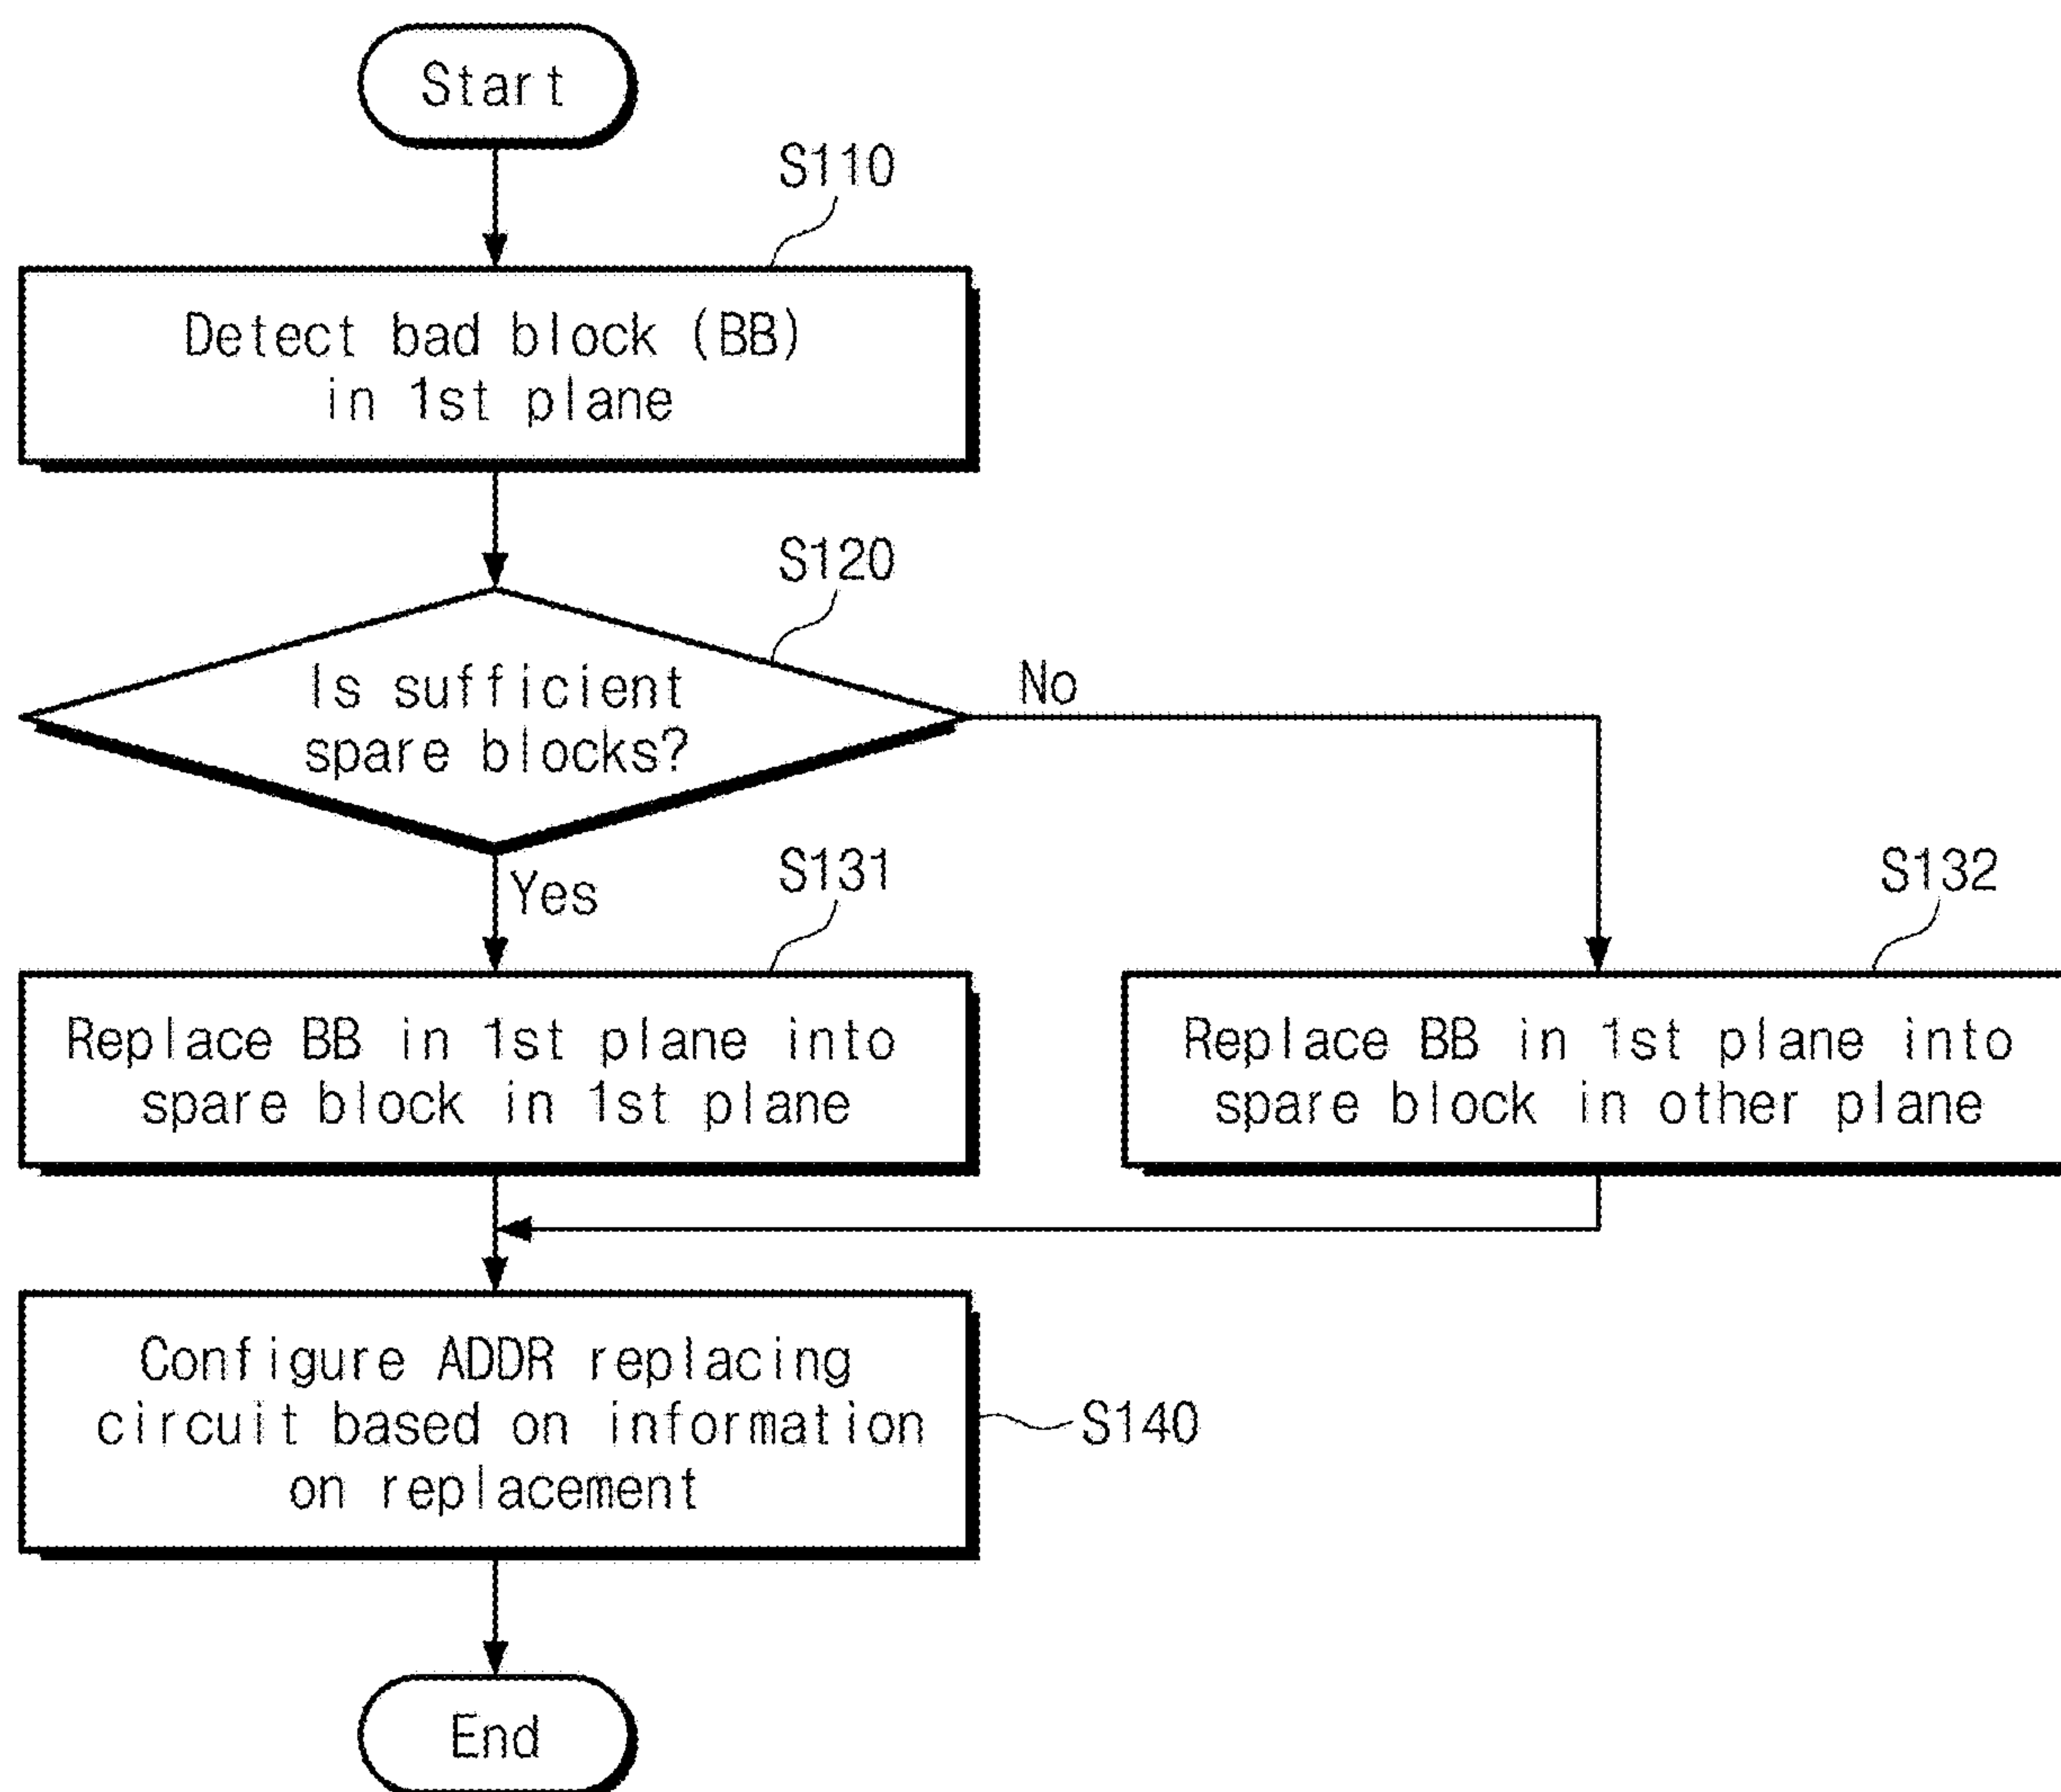 Start
S110
Detect bad block (BB)
in 1st plane
S120
Is sufficient
spare blocks?
No
Yes
S131
Replace BB in 1st plane into
spare block in 1st plane
S132
Replace BB in 1st plane into
spare block in other plane
Configure ADDR replacing
circuit based on information
on replacement
S140
End